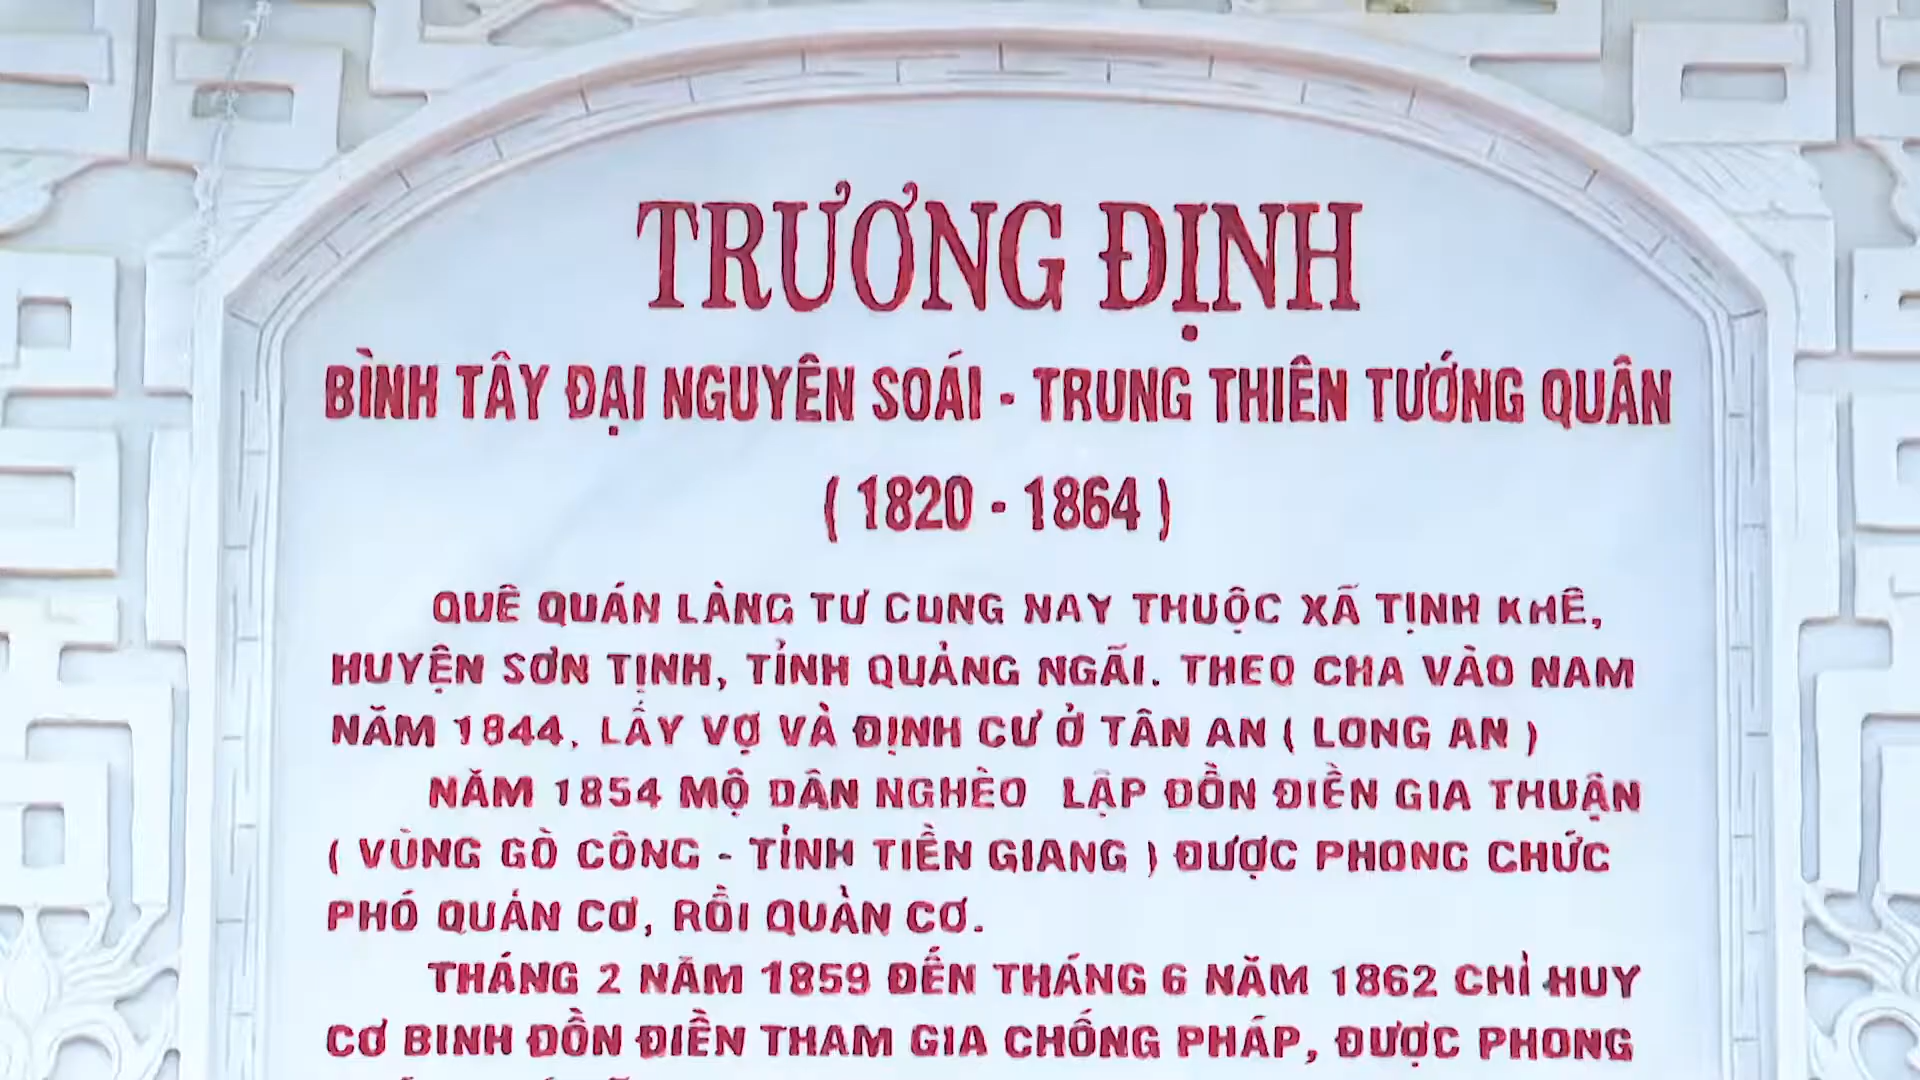 TRƯƠNG ĐỊNH
BÌNH TÂY ĐẠI NGUYÊN SOÁI - TRUNG THIÊN TƯỚNG QUÂN
( 1820 - 1864 )
QUÊ QUÁN LÀNG TƯ CUNG NAY THUỘC XÃ TỊNH KHÊ,
HUYỆN SƠN TỊNH, TỈNH QUẢNG NGÃI. THEO CHA VÀO NAM
NĂM 1844, LẤY VỢ VÀ ĐỊNH CƯ Ở TÂN AN ( LONG AN )
NĂM 1854 MỘ DÂN NGHÈO LẬP ĐỒN ĐIỀN GIA THUẬN
( VÙNG GÒ CÔNG - TỈNH TIỀN GIANG ) ĐƯỢC PHONG CHỨC
PHÓ QUẢN CƠ, RỒI QUẢN CƠ.
THÁNG 2 NĂM 1859 ĐẾN THÁNG 6 NĂM 1862 CHỈ HUY
CƠ BINH ĐỒN ĐIỀN THAM GIA CHỐNG PHÁP, ĐƯỢC PHONG